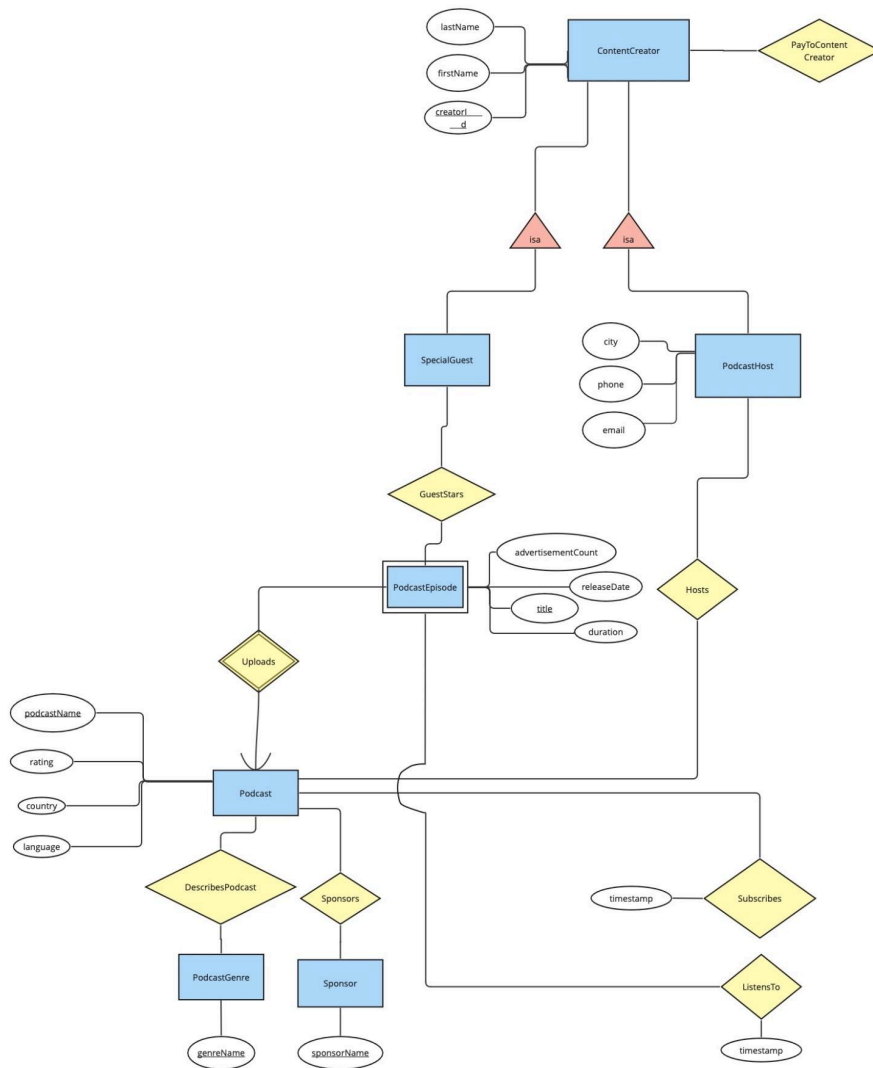 lastName
ContentCreator
PayToContent
Creator
firstName
creatorI
d
isa
isa
SpecialGuest
city
PodcastHost
phone
email
GuestStars
advertisementCount
PodcastEpisode
releaseDate
Hosts
title
duration
Uploads
podcastName
rating
Podcast
country
language
DescribesPodcast
Sponsors
timestamp
Subscribes
PodcastGenre
Sponsor
ListensTo
genreName
sponsorName
timestamp